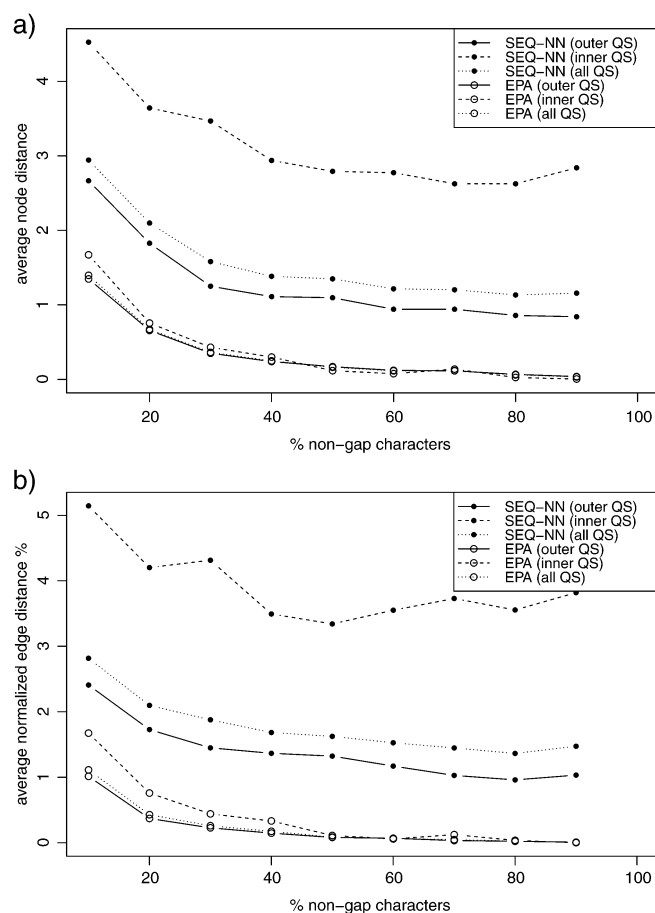 a)
SEQ−NN (outer QS)
SEQ−NN (inner QS)
SEQ−NN (all QS)
EPA (outer QS)
EPA (inner QS)
EPA (all QS)
average node distance
4
3
2
1
0
20 40 60 80 100
% non−gap characters
b)
SEQ−NN (outer QS)
SEQ−NN (inner QS)
SEQ−NN (all QS)
EPA (outer QS)
EPA (inner QS)
EPA (all QS)
average normalized edge distance %
5
4
3
2
1
0
20 40 60 80 100
% non−gap characters